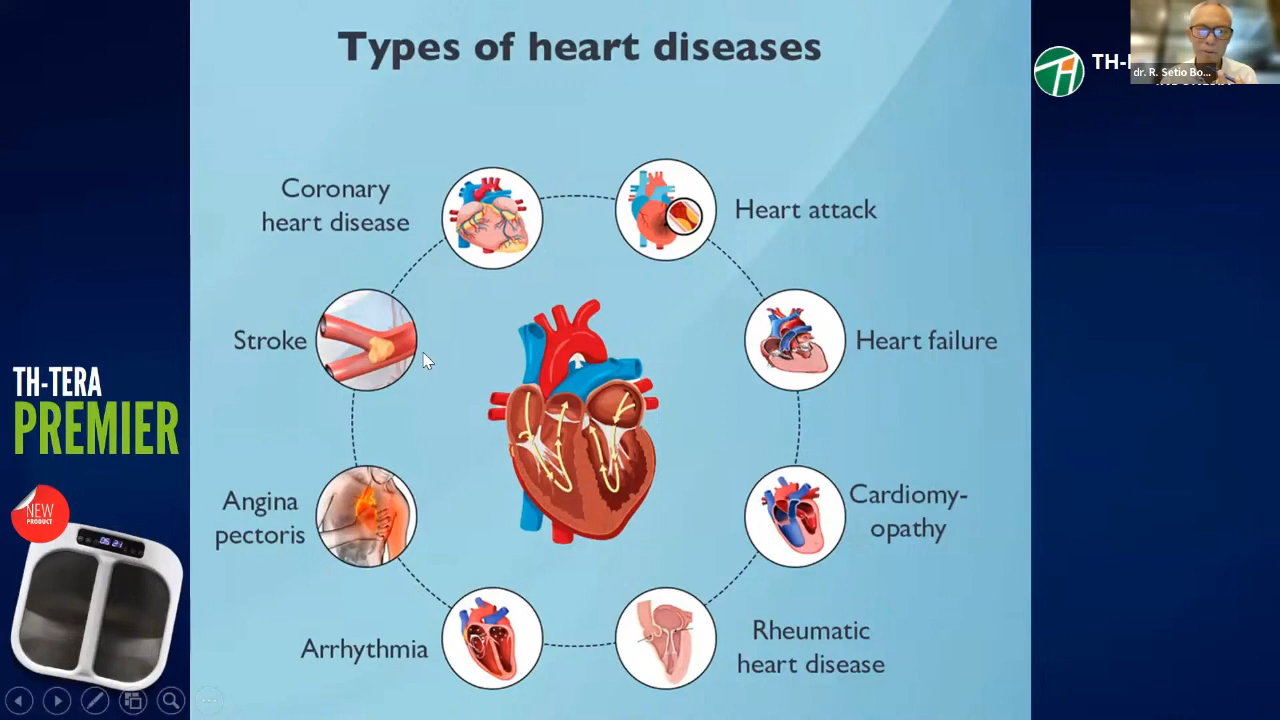 Types of heart diseases
TH-
dr. R. Setio Bo...
Coronary
heart disease
Heart attack
Stroke
Heart failure
TH-TERA
PREMIER
Angina
pectoris
Cardiomy-
opathy
NEW
PRODUCT
Arrhythmia
Rheumatic
heart disease